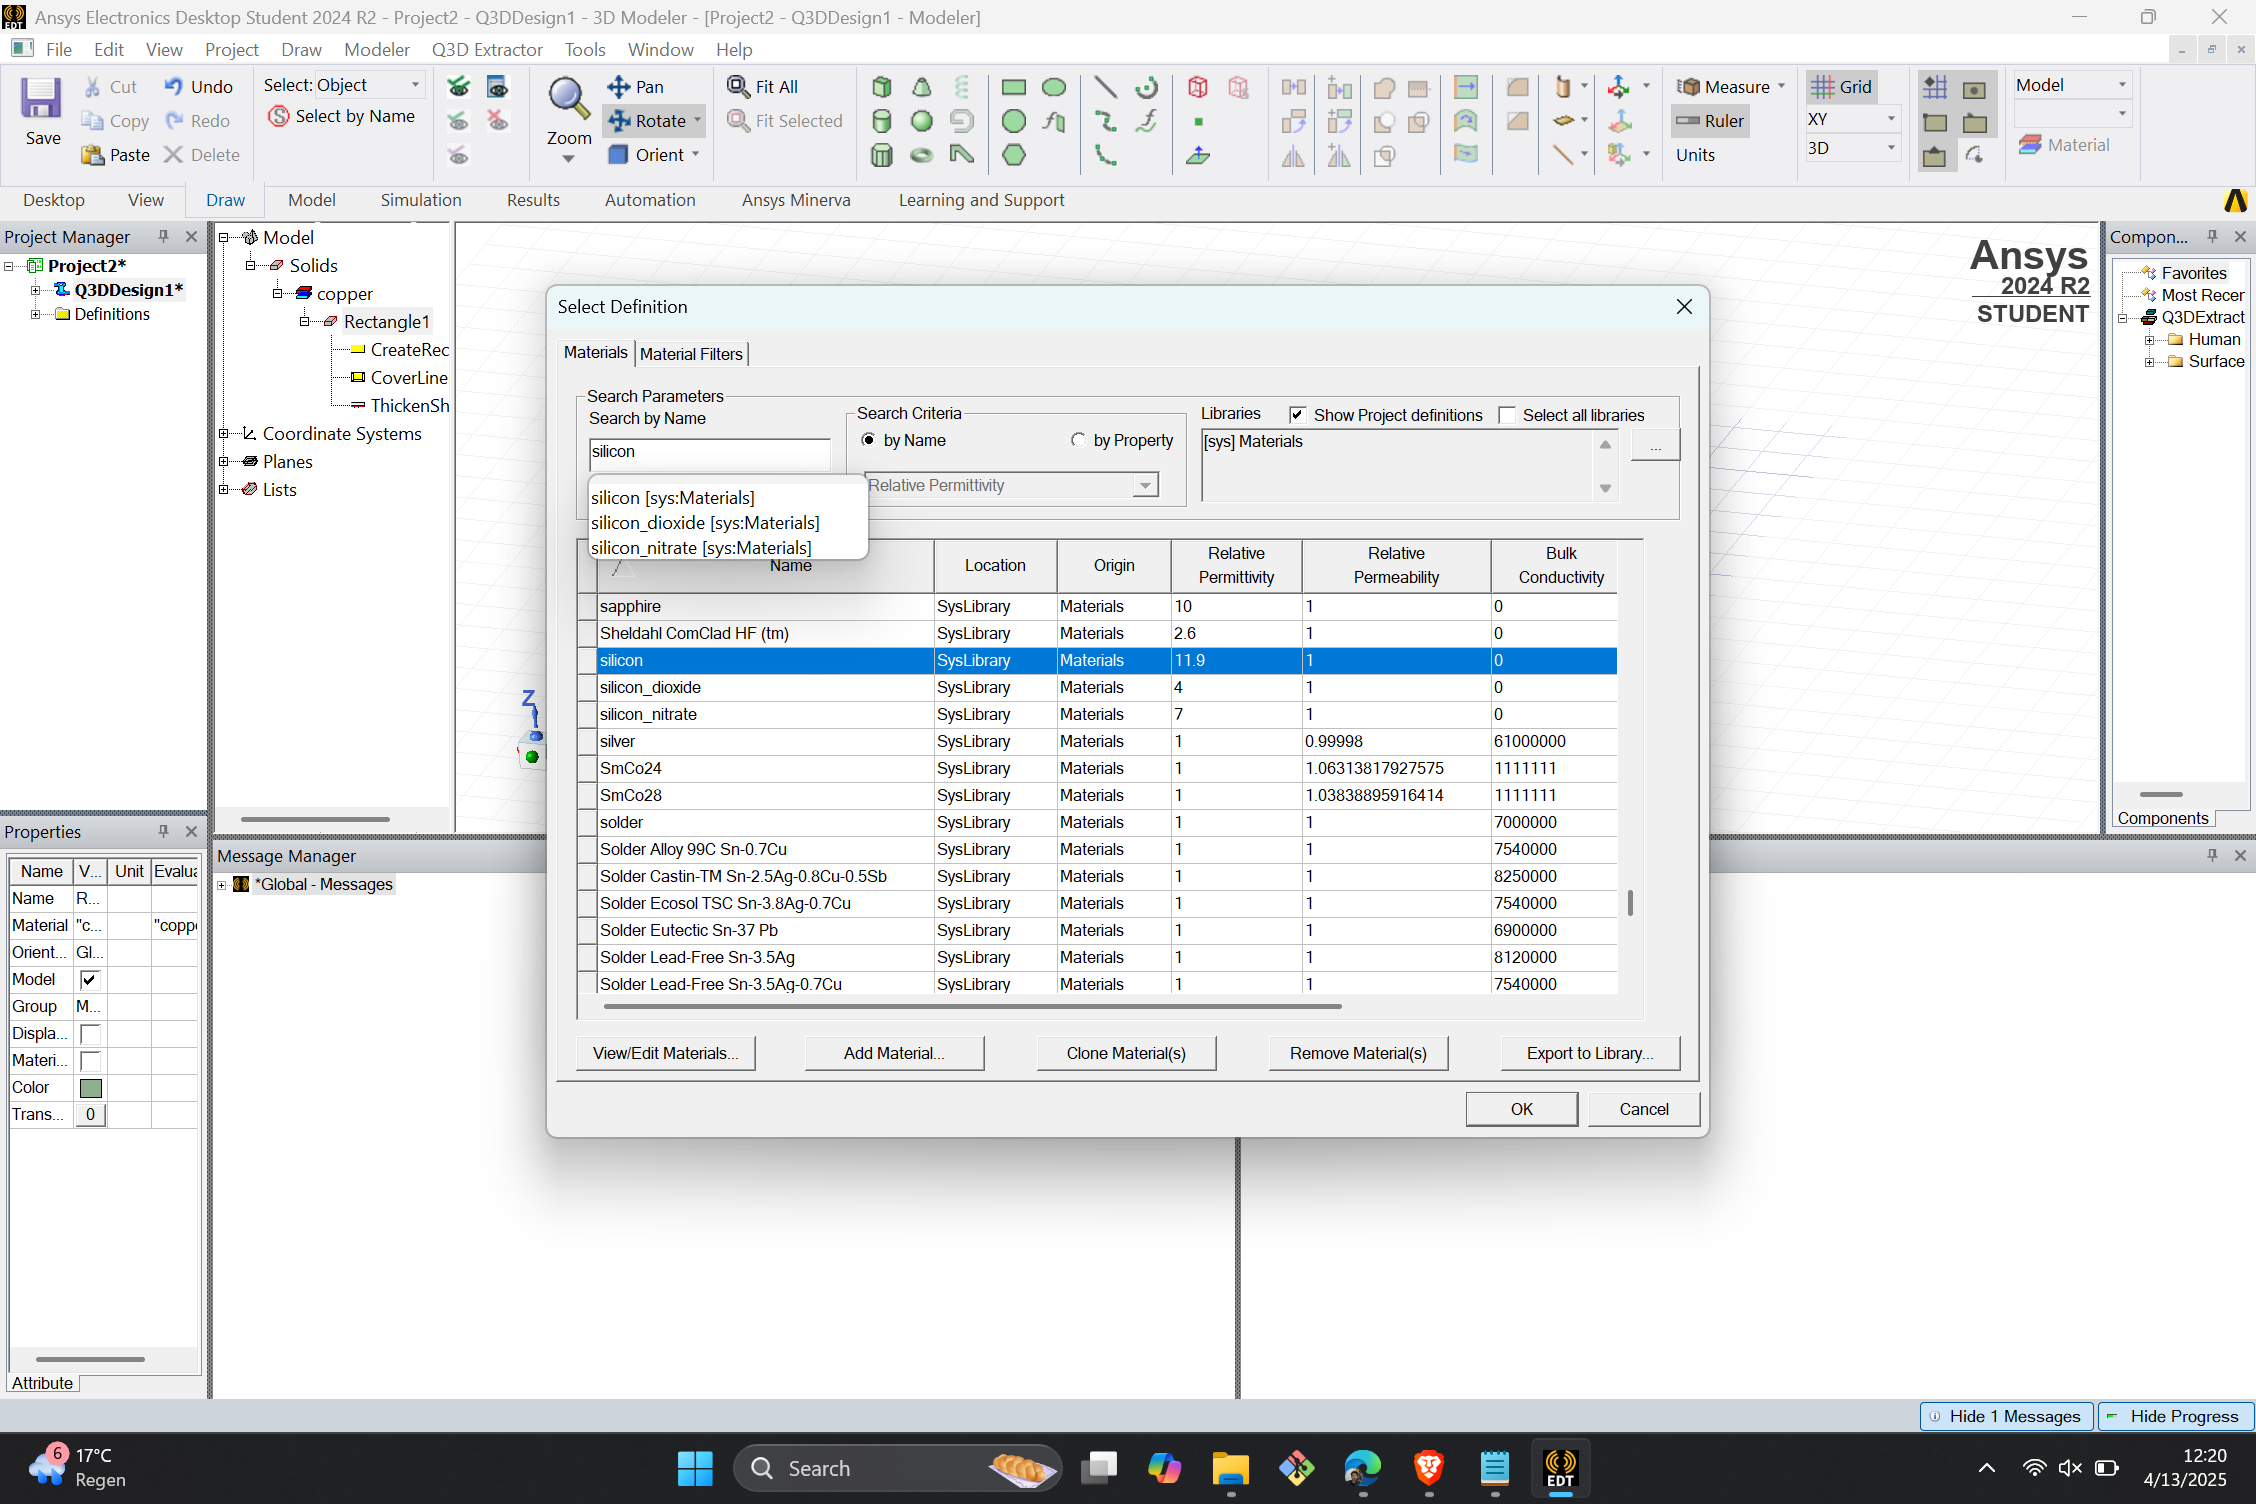 Ansys Electronics Desktop Student 2024 R2 - Project2 - Q3DDesign1 - 3D Modeler - [Project2 - Q3DDesign1 - Modeler]
File Edit View Project Draw Modeler Q3D Extractor Tools Window Help
Save
Cut
Copy
Paste
Undo
Redo
Delete
Select: Object
Select by Name
Zoom
Pan
Rotate
Orient
Fit All
Fit Selected
Measure
Ruler
Units
Grid
XY
3D
Model
Material
Desktop View Draw Model Simulation Results Automation Ansys Minerva Learning and Support
Project Manager
Project2*
Q3DDesign1*
Definitions
Model
Solids
copper
Rectangle1
CreateRec
CoverLine
ThickenSh
Coordinate Systems
Planes
Lists
Z
Ansys
2024 R2
STUDENT
Compon...
Favorites
Most Recer
Q3DExtract
Human
Surface
Components
Select Definition
Materials Material Filters
Search Parameters
Search by Name
silicon
silicon [sys:Materials]
silicon_dioxide [sys:Materials]
silicon_nitrate [sys:Materials]
Search Criteria
by Name by Property
Relative Permittivity
Libraries Show Project definitions Select all libraries
[sys] Materials
...
Name Location Origin Relative Permittivity Relative Permeability Bulk Conductivity
sapphire SysLibrary Materials 10 1 0
Sheldahl ComClad HF (tm) SysLibrary Materials 2.6 1 0
silicon SysLibrary Materials 11.9 1 0
silicon_dioxide SysLibrary Materials 4 1 0
silicon_nitrate SysLibrary Materials 7 1 0
silver SysLibrary Materials 1 0.99998 61000000
SmCo24 SysLibrary Materials 1 1.06313817927575 1111111
SmCo28 SysLibrary Materials 1 1.03838895916414 1111111
solder SysLibrary Materials 1 1 7000000
Solder Alloy 99C Sn-0.7Cu SysLibrary Materials 1 1 7540000
Solder Castin-TM Sn-2.5Ag-0.8Cu-0.5Sb SysLibrary Materials 1 1 8250000
Solder Ecosol TSC Sn-3.8Ag-0.7Cu SysLibrary Materials 1 1 7540000
Solder Eutectic Sn-37 Pb SysLibrary Materials 1 1 6900000
Solder Lead-Free Sn-3.5Ag SysLibrary Materials 1 1 8120000
Solder Lead-Free Sn-3.5Ag-0.7Cu SysLibrary Materials 1 1 7540000
View/Edit Materials... Add Material... Clone Material(s) Remove Material(s) Export to Library...
OK Cancel
Properties
Name V... Unit Evalua
Name R...
Material "c... "coppe
Orient... Gl...
Model
Group M...
Displa...
Materi...
Color
Trans... 0
Attribute
Message Manager
*Global - Messages
Hide 1 Messages Hide Progress
6
17°C
Regen
Search
EDT
12:20
4/13/2025